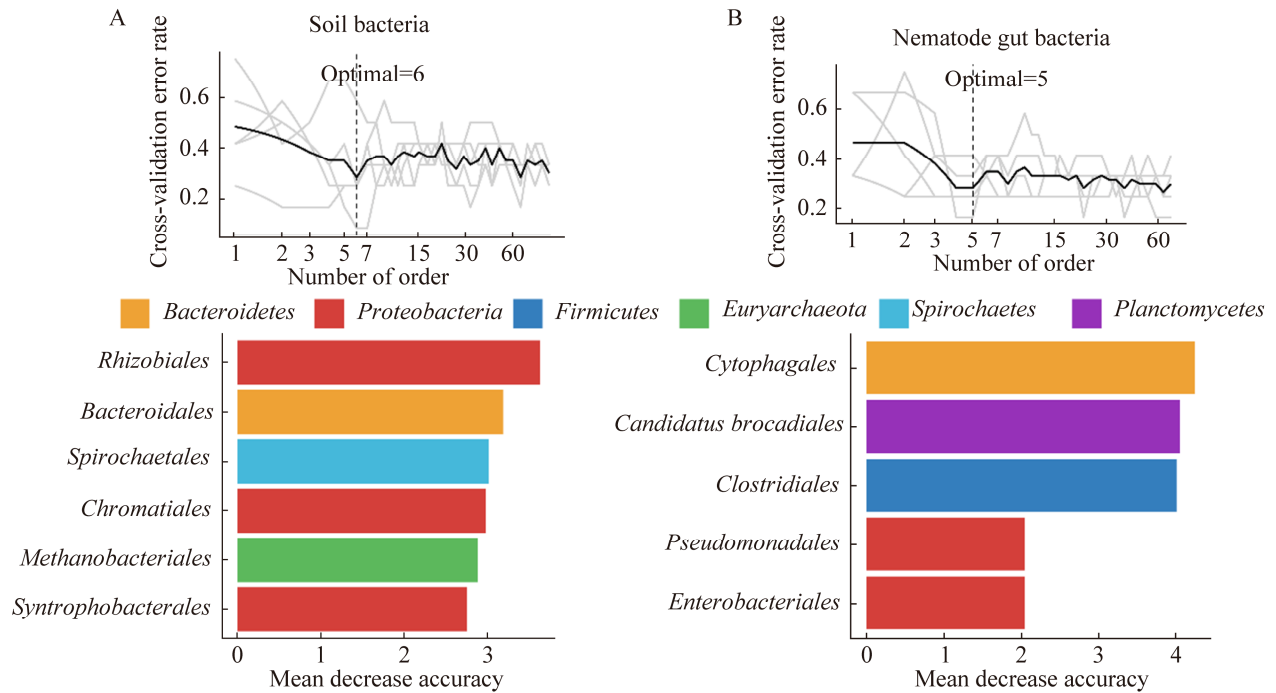 A
Soil bacteria
Cross-validation error rate
Optimal=6
0.6
0.4
0.2
1 2 3 5 7 15 30 60
Number of order
B
Nematode gut bacteria
Cross-validation error rate
Optimal=5
0.6
0.4
0.2
1 2 3 5 7 15 30 60
Number of order
Bacteroidetes Proteobacteria Firmicutes Euryarchaeota Spirochaetes Planctomycetes
Rhizobiales
Bacteroidales
Spirochaetales
Chromatiales
Methanobacteriales
Syntrophobacterales
0 1 2 3
Mean decrease accuracy
Cytophagales
Candidatus brocadiales
Clostridiales
Pseudomonadales
Enterobacteriales
0 1 2 3 4
Mean decrease accuracy